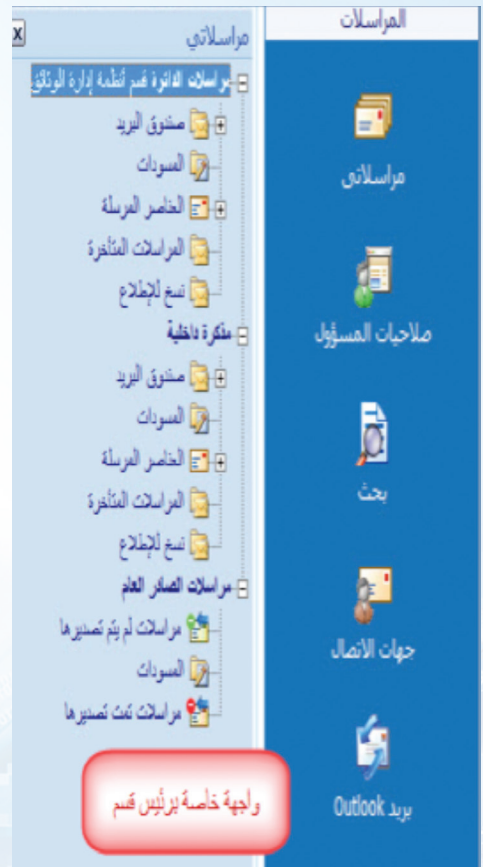 المراسلات
مراسلاتى
صلاحيات المسؤول
بحث
جهات الاتصال
بريد Outlook
مراسلاتي
x
مراسلات الدائرة قسم أنظمة إدارة الوثائق
صندوق البريد
المسودات
العناصر المرسلة
المراسلات المتأخرة
نسخ للإطلاع
مذكرة داخلية
صندوق البريد
المسودات
العناصر المرسلة
المراسلات المتأخرة
نسخ للإطلاع
مراسلات الصادر العام
مراسلات لم يتم تصديرها
المسودات
مراسلات تمت تصديرها
واجهة خاصة برئيس قسم